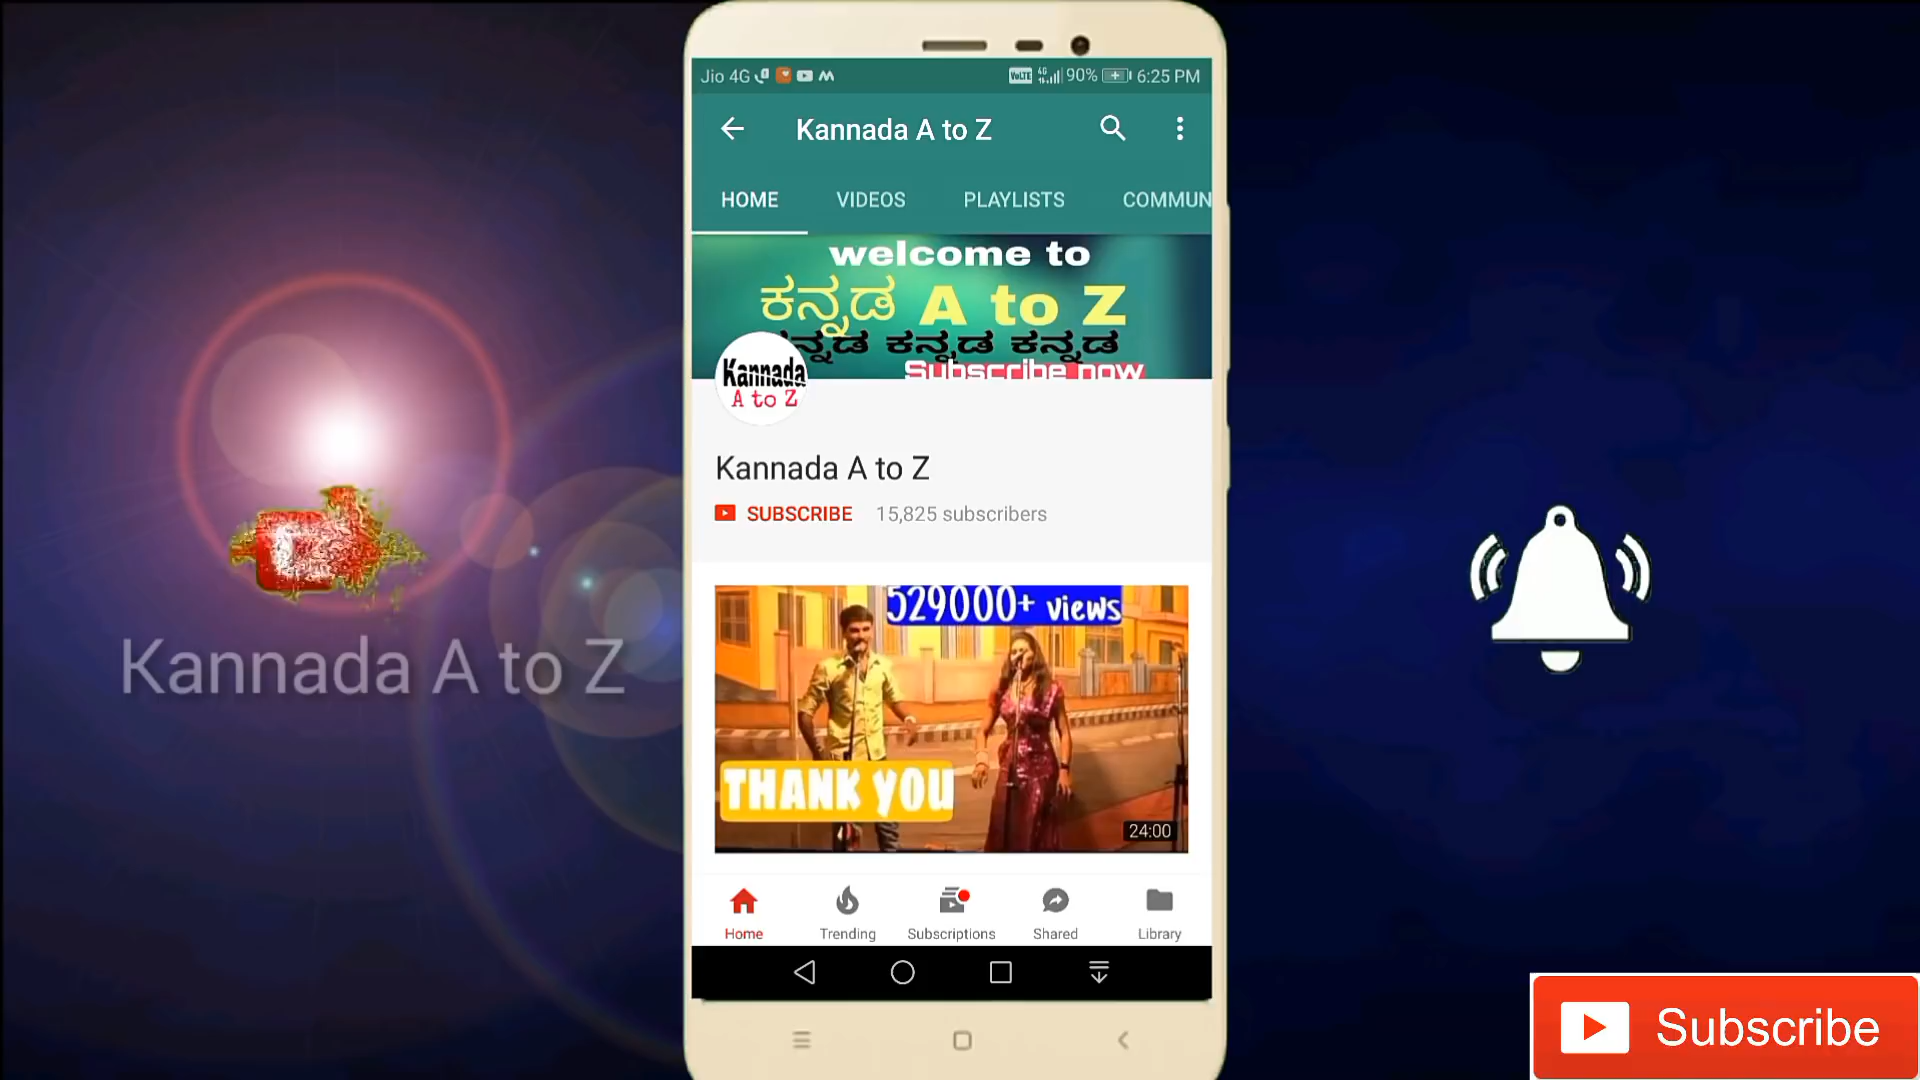 Jio 4G
VoLTE 4G 90% 6:25 PM
Kannada A to Z
HOME VIDEOS PLAYLISTS COMMUN
welcome to
ಕನ್ನಡ A to Z
ಕನ್ನಡ ಕನ್ನಡ
Subscribe now
Kannada
A to Z
Kannada A to Z
SUBSCRIBE 15,825 subscribers
529000+ views
THANK YOU
24:00
Home Trending Subscriptions Shared Library
Kannada A to Z
Subscribe